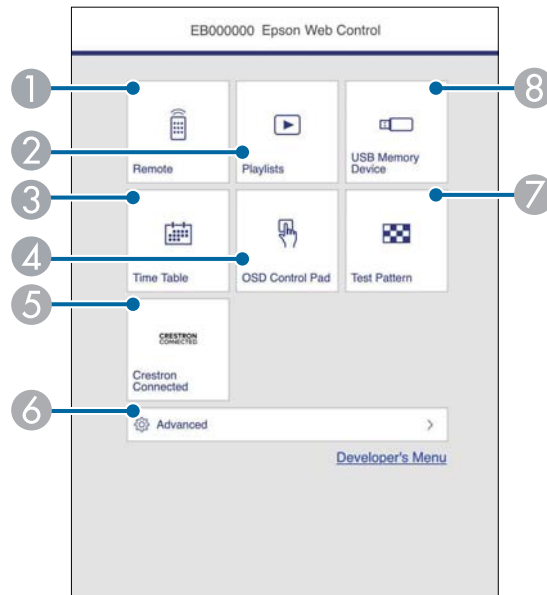 EB000000 Epson Web Control
1
8
2
Remote
Playlists
USB Memory
Device
3
7
4
Time Table
OSD Control Pad
Test Pattern
5
CRESTRON
CONNECTED
Crestron
Connected
6
Advanced
Developer's Menu